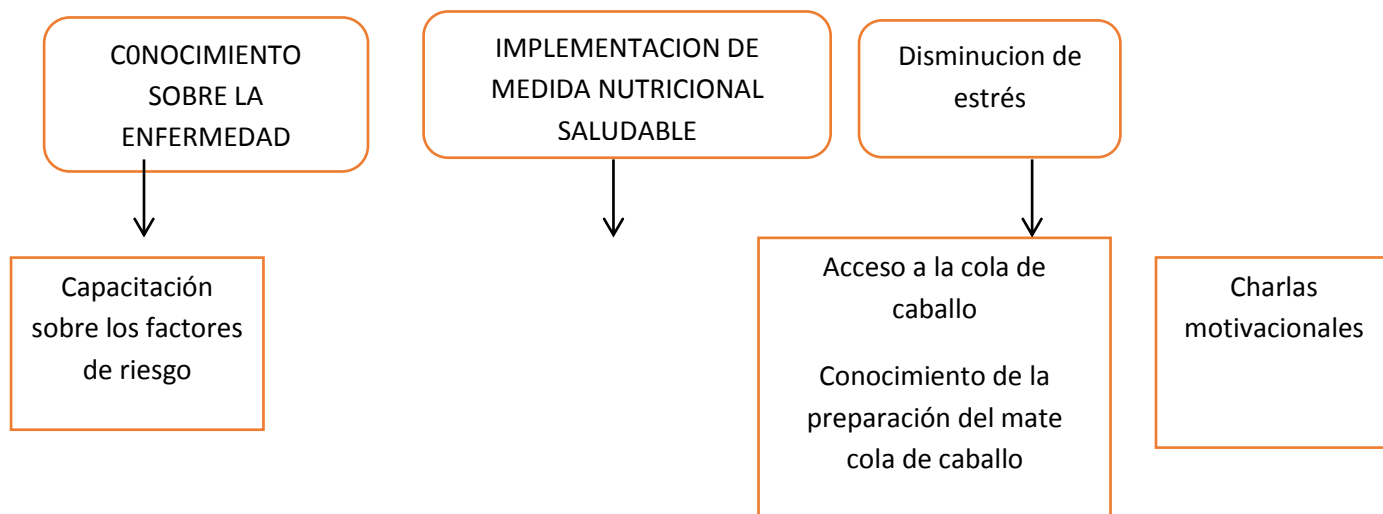 C0NOCIMIENTO
SOBRE LA
ENFERMEDAD
IMPLEMENTACION DE
MEDIDA NUTRICIONAL
SALUDABLE
Disminucion de
estrés
Capacitación
sobre los factores
de riesgo
Acceso a la cola de
caballo
Conocimiento de la
preparación del mate
cola de caballo
Charlas
motivacionales